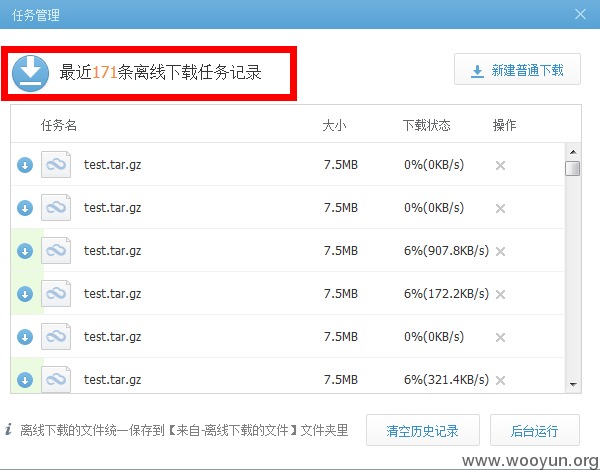 任务管理
最近171条离线下载任务记录
新建普通下载
任务名 大小 下载状态 操作
test.tar.gz 7.5MB 0%(0KB/s)
test.tar.gz 7.5MB 0%(0KB/s)
test.tar.gz 7.5MB 6%(907.8KB/s)
test.tar.gz 7.5MB 6%(172.2KB/s)
test.tar.gz 7.5MB 0%(0KB/s)
test.tar.gz 7.5MB 6%(321.4KB/s)
离线下载的文件统一保存到【来自-离线下载的文件】文件夹里
清空历史记录
后台运行
www.wooyun.org